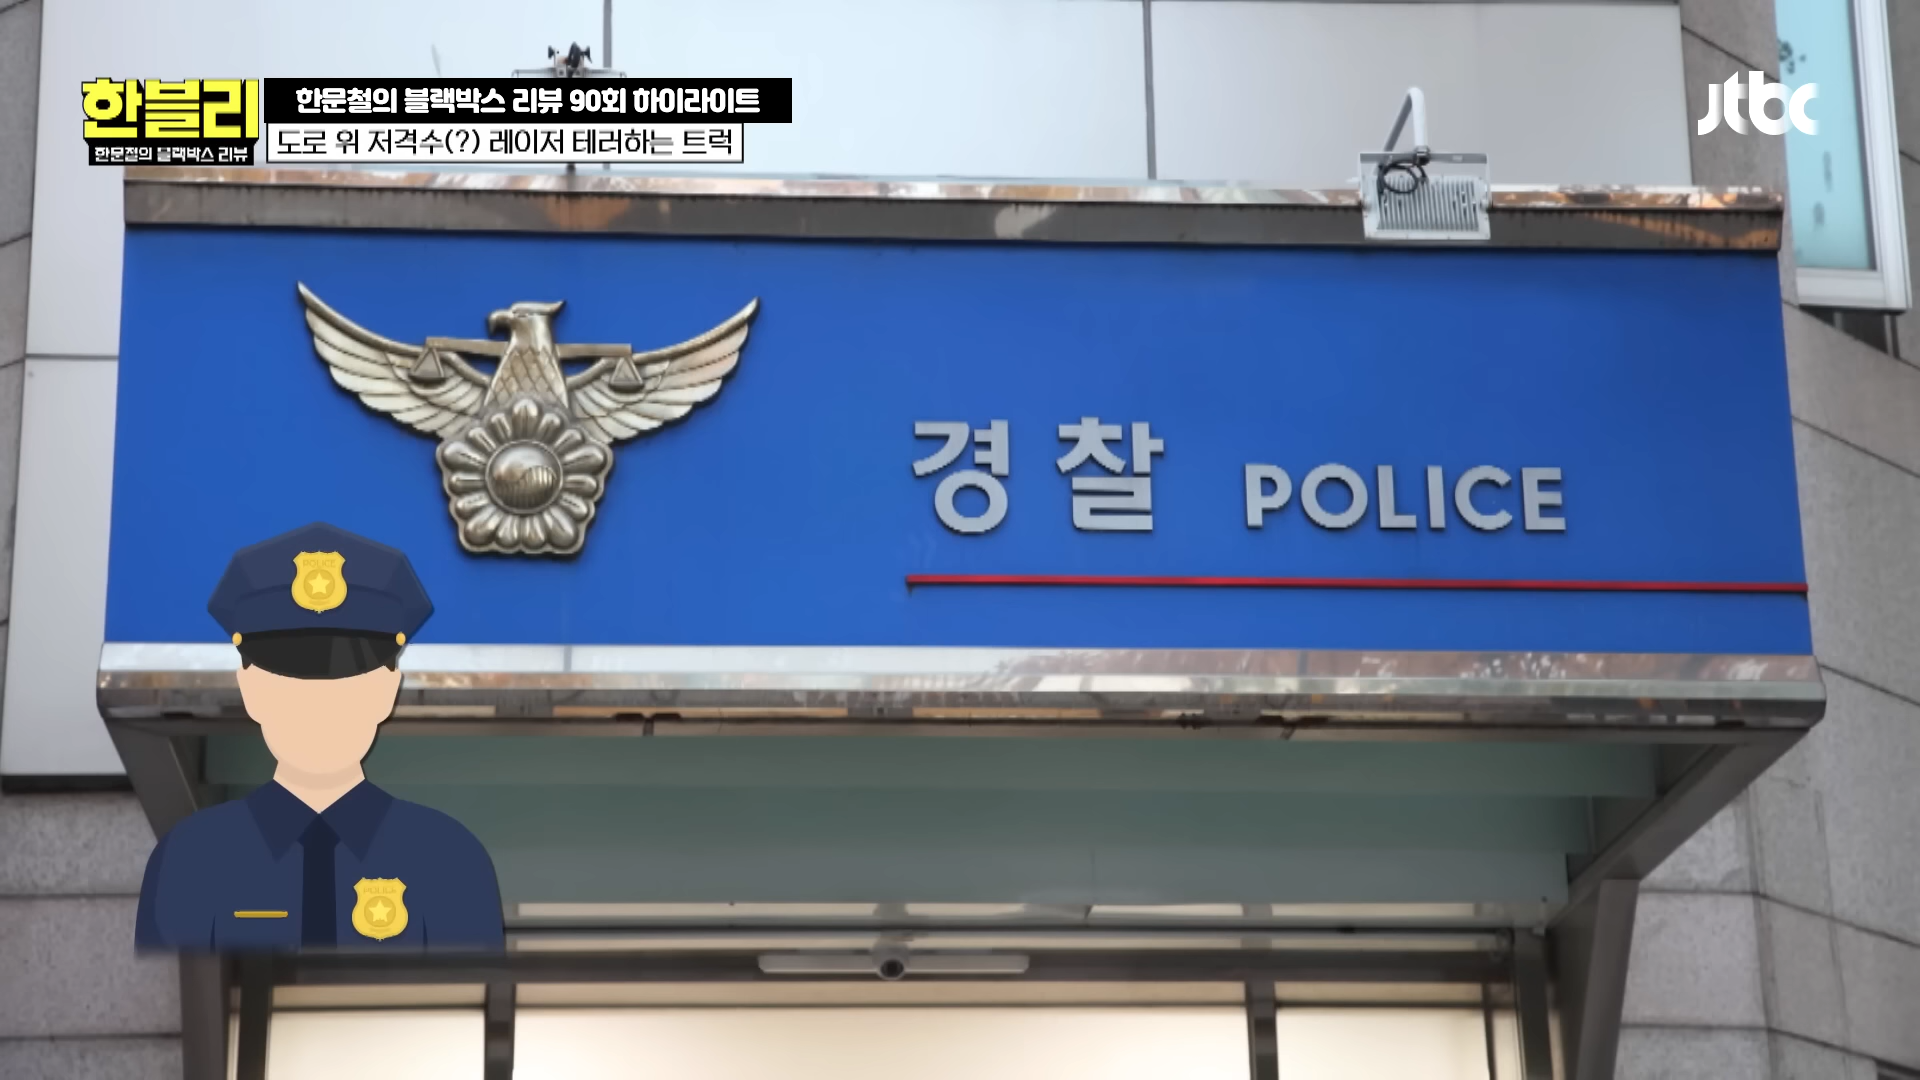 한블리
한문철의 블랙박스 리뷰
한문철의 블랙박스 리뷰 90회 하이라이트
도로 위 저격수(?) 레이저 테러하는 트럭
jtbc
경찰 POLICE
POLICE
POLICE